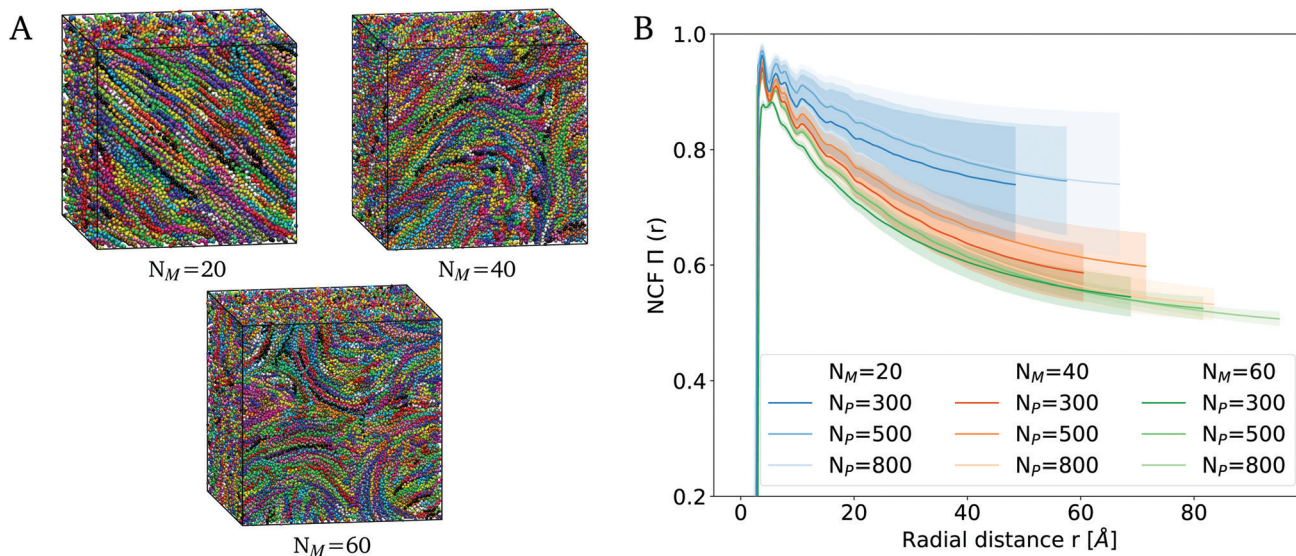 A
N_M=20
N_M=40
N_M=60
B
NCF Π (r)
1.0
0.8
0.6
0.4
0.2
0
20
40
60
80
Radial distance r [Å]
N_M=20 N_M=40 N_M=60
N_P=300 N_P=300 N_P=300
N_P=500 N_P=500 N_P=500
N_P=800 N_P=800 N_P=800